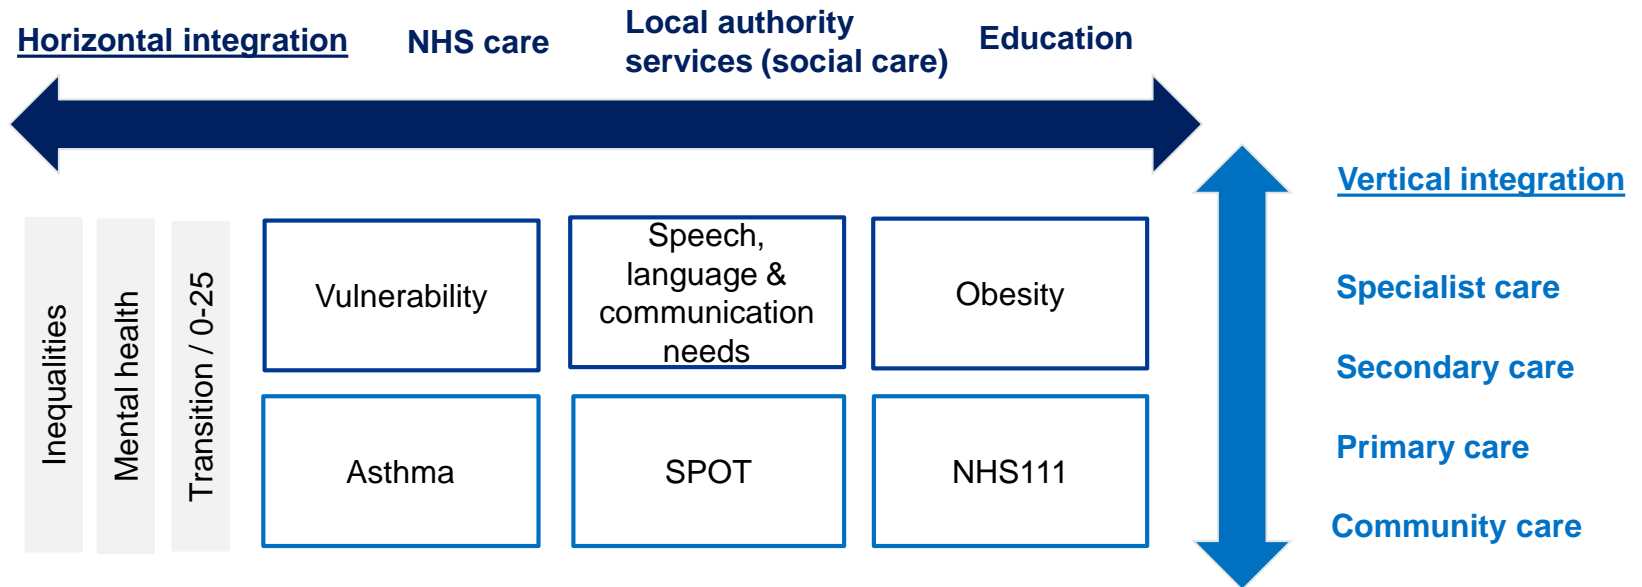 Horizontal integration
NHS care
Local authority
services (social care)
Education
Vertical integration
Inequalities
Mental health
Transition / 0-25
Vulnerability
Speech,
language &
communication
needs
Obesity
Asthma
SPOT
NHS111
Specialist care
Secondary care
Primary care
Community care